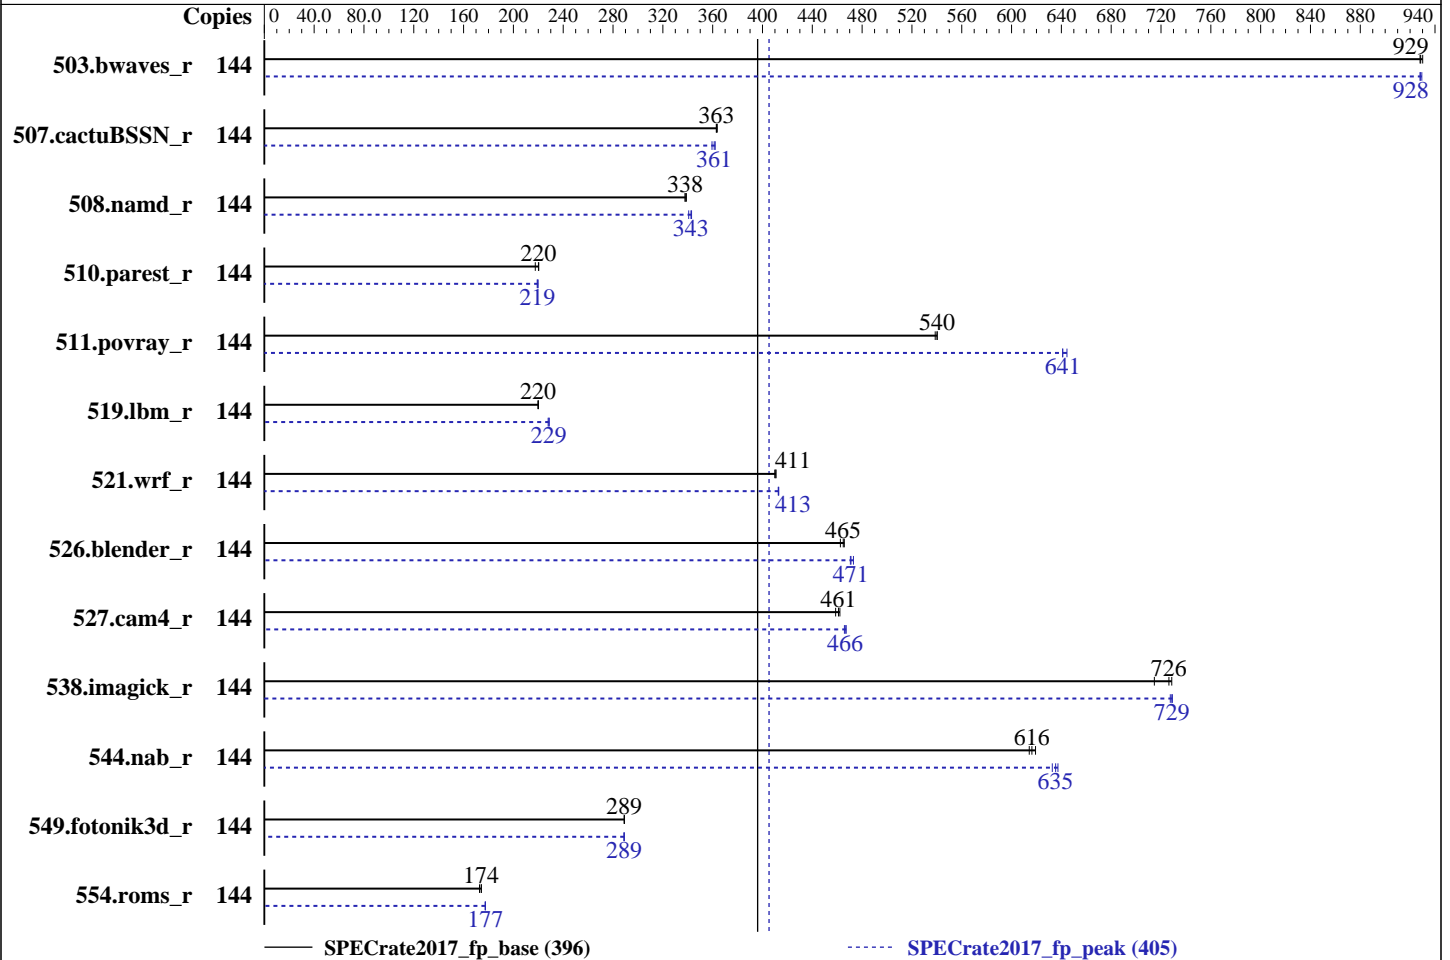 Copies 0 40.0 80.0 120 160 200 240 280 320 360 400 440 480 520 560 600 640 680 720 760 800 840 880 940
929
503.bwaves_r 144
928
363
507.cactuBSSN_r 144
361
338
508.namd_r 144
343
220
510.parest_r 144
219
540
511.povray_r 144
641
220
519.lbm_r 144
229
411
521.wrf_r 144
413
465
526.blender_r 144
471
461
527.cam4_r 144
466
726
538.imagick_r 144
729
616
544.nab_r 144
635
289
549.fotonik3d_r 144
289
174
554.roms_r 144
177
SPECrate2017_fp_base (396) SPECrate2017_fp_peak (405)